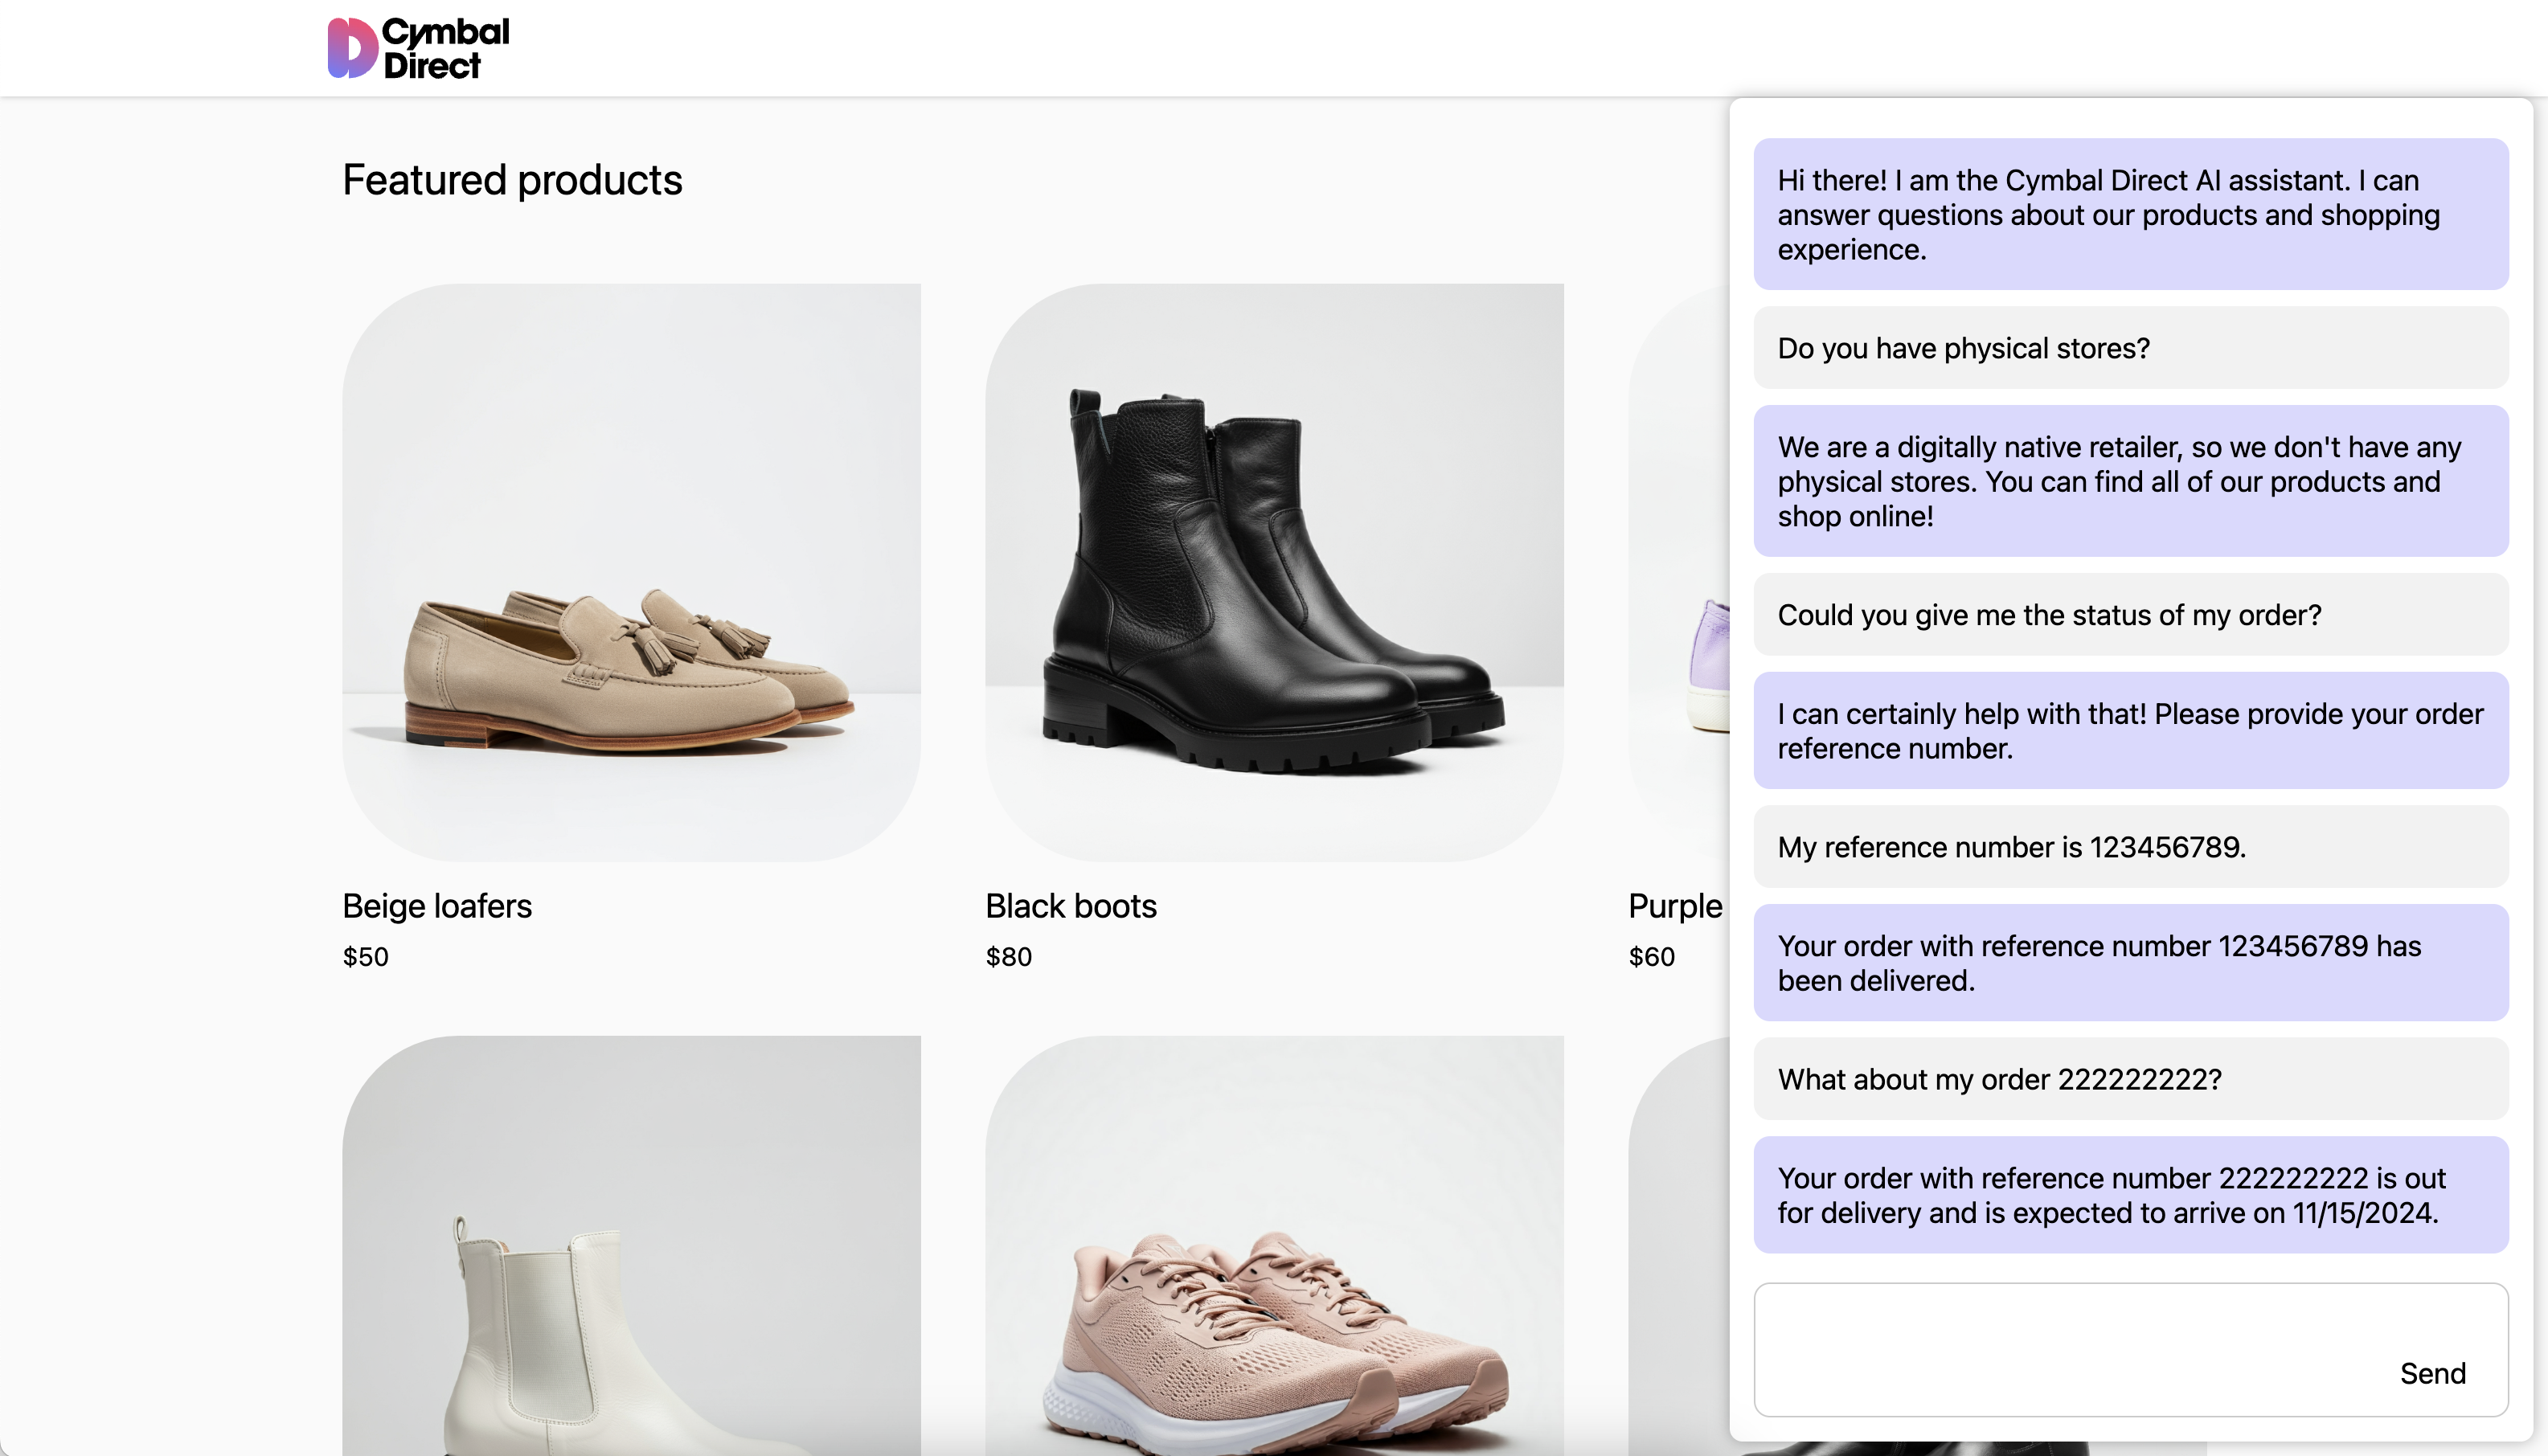 Cymbal
Direct
Featured products
Beige loafers
$50
Black boots
$80
Purple
$60
Hi there! I am the Cymbal Direct AI assistant. I can
answer questions about our products and shopping
experience.
Do you have physical stores?
We are a digitally native retailer, so we don't have any
physical stores. You can find all of our products and
shop online!
Could you give me the status of my order?
I can certainly help with that! Please provide your order
reference number.
My reference number is 123456789.
Your order with reference number 123456789 has
been delivered.
What about my order 222222222?
Your order with reference number 222222222 is out
for delivery and is expected to arrive on 11/15/2024.
Send